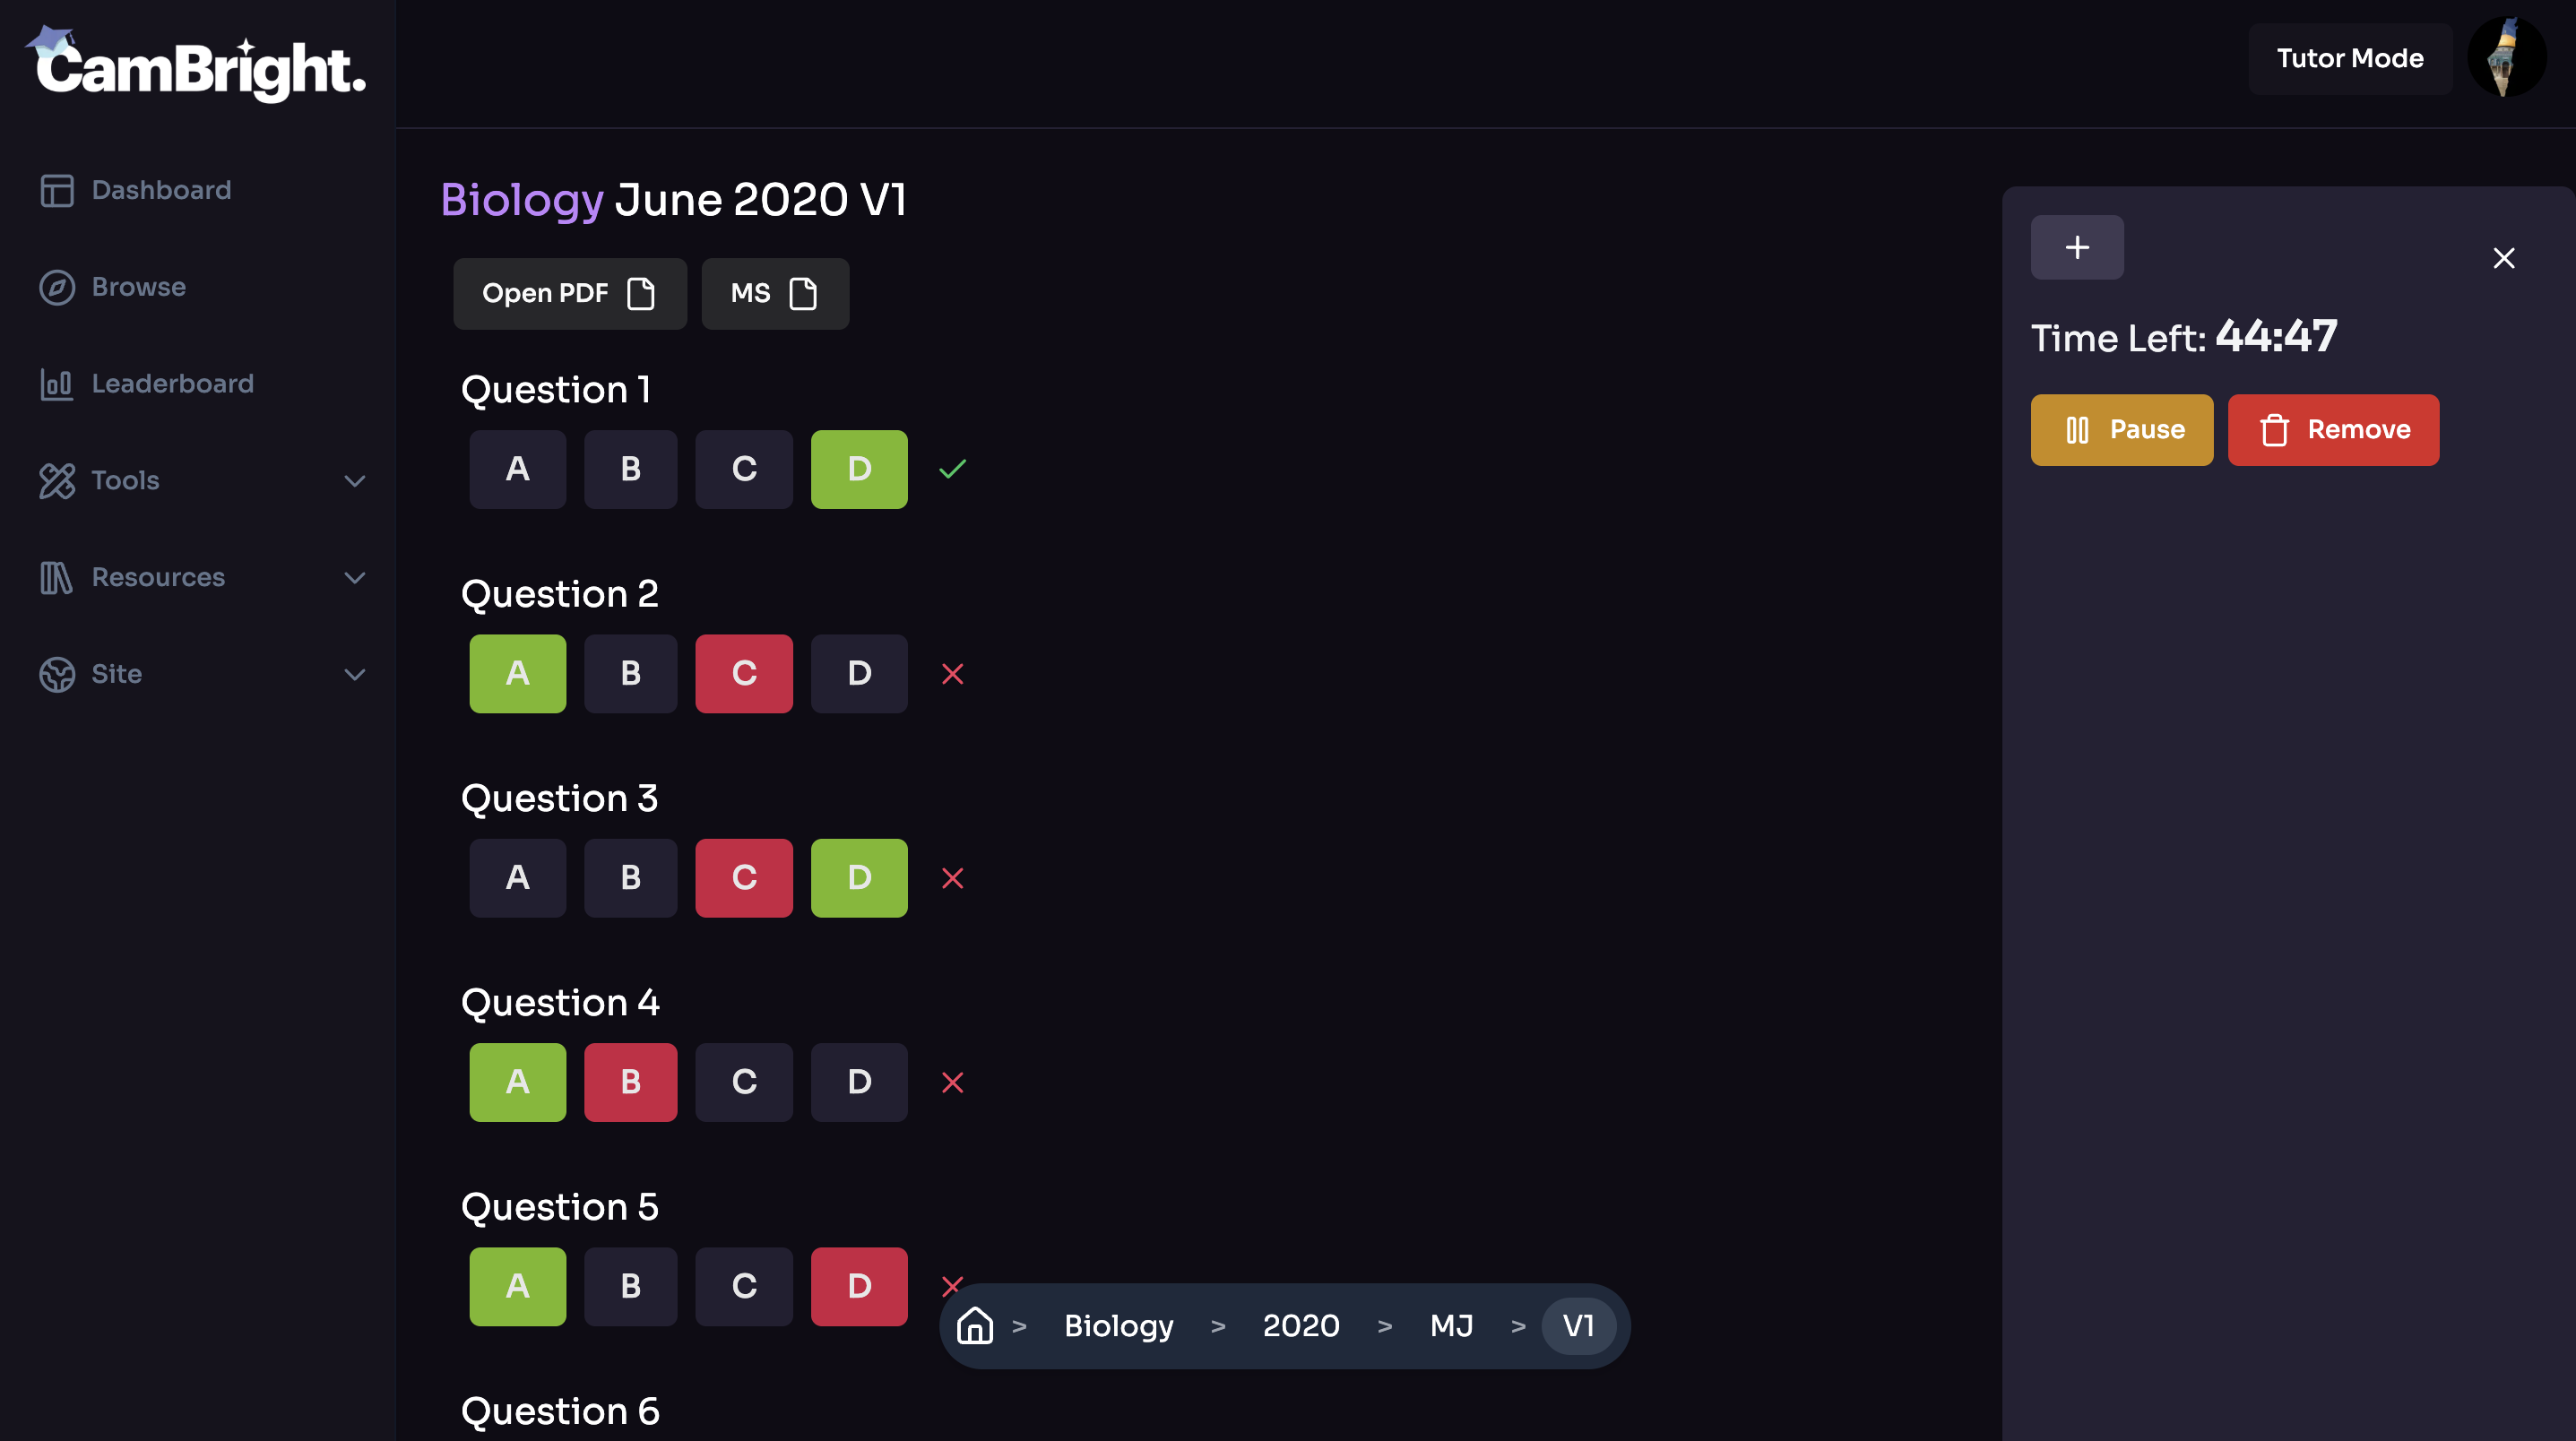 CamBright.
Tutor Mode
Dashboard
Browse
Leaderboard
Tools
Resources
Site
Biology June 2020 V1
Open PDF
MS
Question 1
A B C D
Question 2
A B C D
Question 3
A B C D
Question 4
A B C D
Question 5
A B C D
Question 6
Time Left: 44:47
Pause
Remove
> Biology > 2020 > MJ > V1